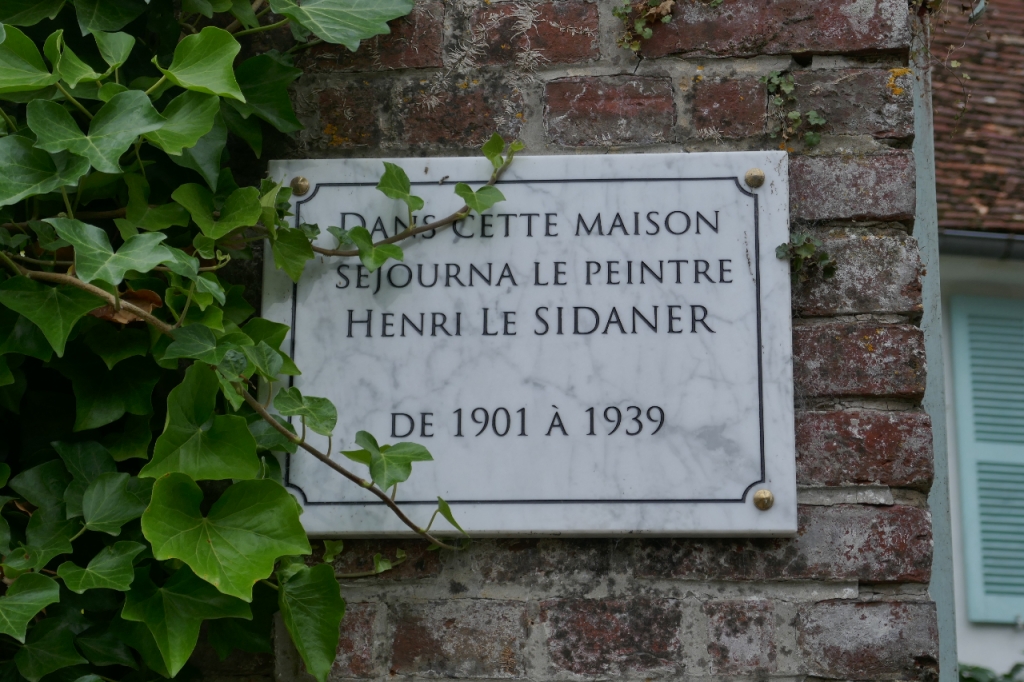 DANS CETTE MAISON
SEJOURNA LE PEINTRE
HENRI LE SIDANER
DE 1901 À 1939